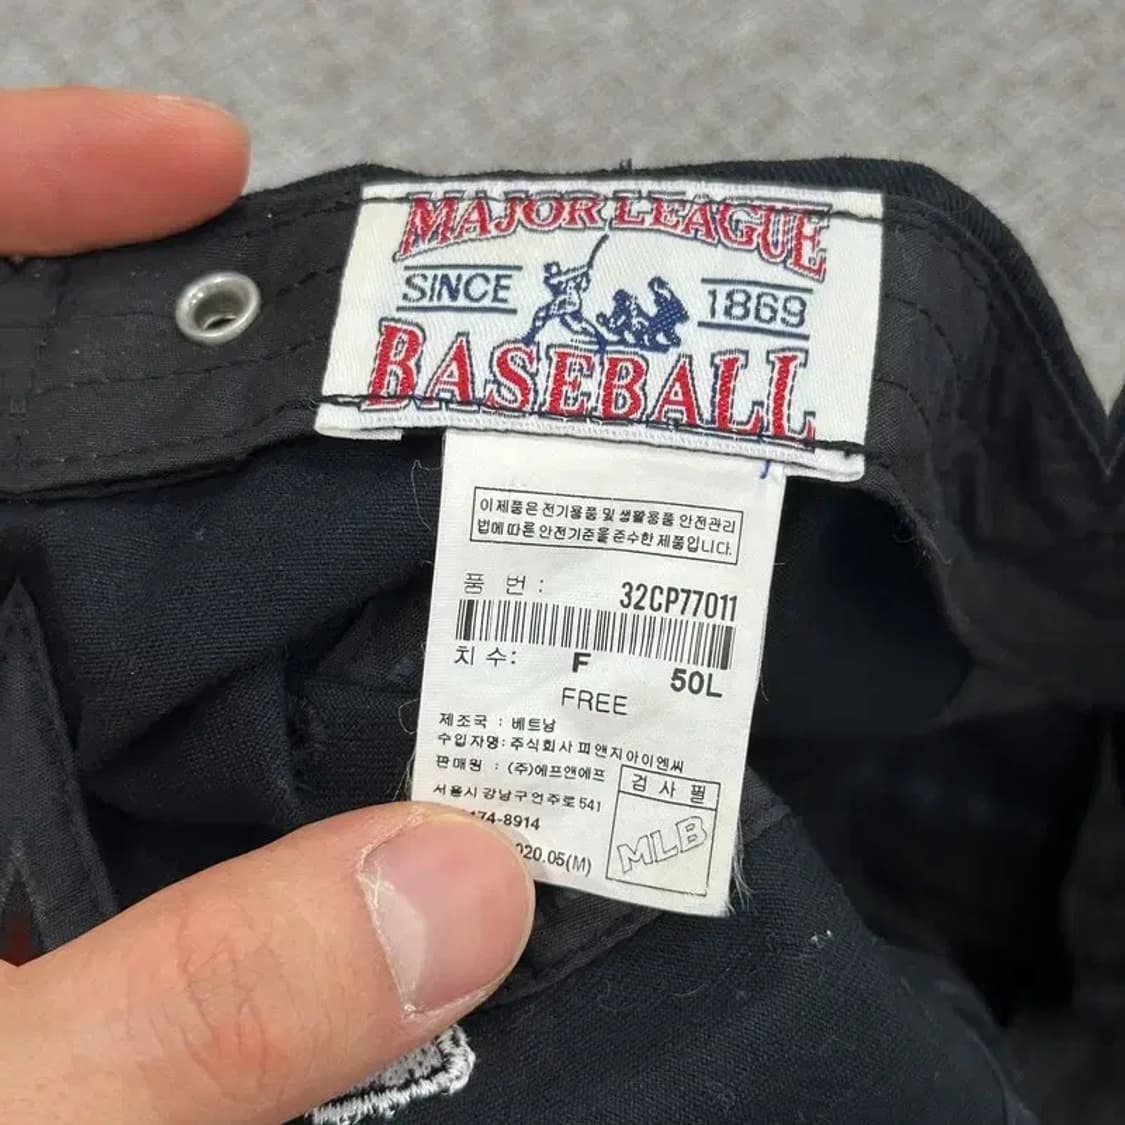 MAJOR LEAGUE
SINCE 1869
BASEBALL
이 제품은 전기용품 및 생활용품 안전관리
법에 따른 안전기준을 준수한 제품입니다.
품 번 : 32CP77011
치 수 : F 50L
FREE
제조국 : 베트남
수입자명 : 주식회사 피앤지아이엔씨
판매원 : (주)에프앤에프
서울시 강남구 언주로 541
74-8914
020.05(M)
검 사 필
MLB